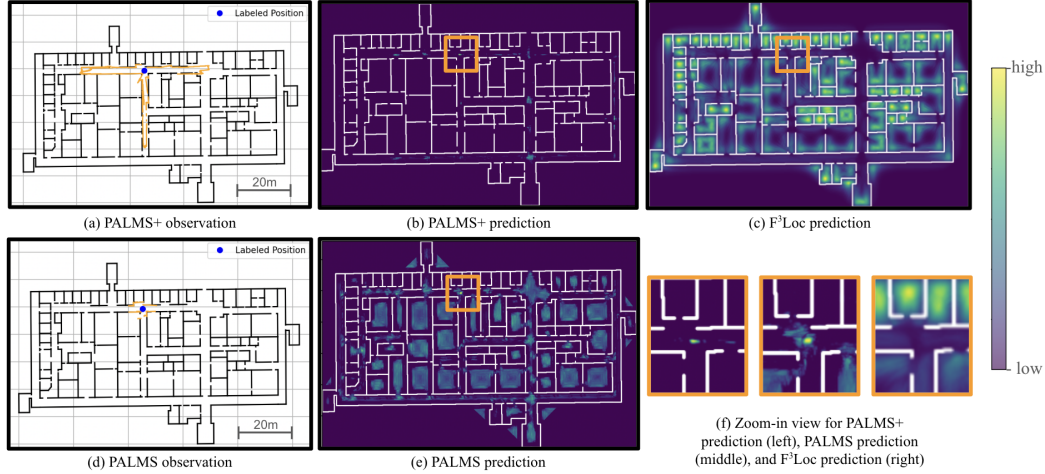 Labeled Position
20m
(a) PALMS+ observation
(b) PALMS+ prediction
(c) F³Loc prediction
high
low
Labeled Position
20m
(d) PALMS observation
(e) PALMS prediction
(f) Zoom-in view for PALMS+
prediction (left), PALMS prediction
(middle), and F³Loc prediction (right)